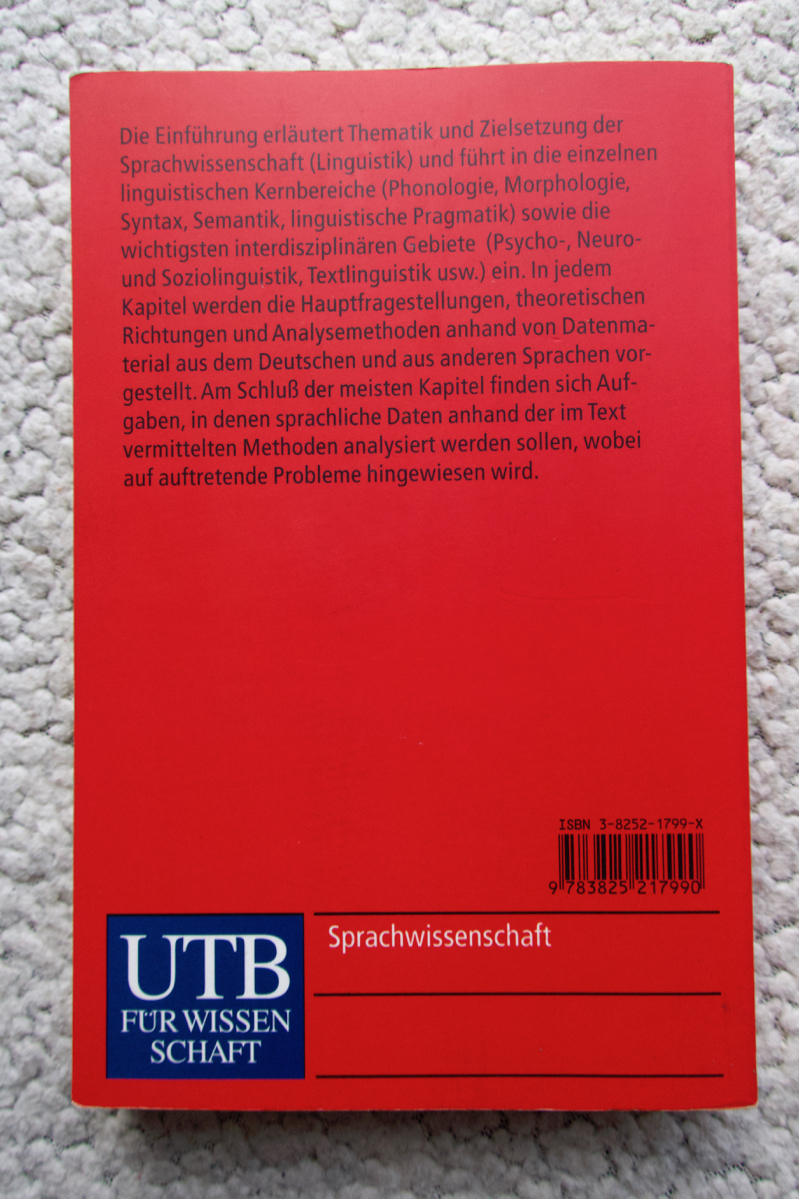 Die Einführung erläutert Thematik und Zielsetzung der
Sprachwissenschaft (Linguistik) und führt in die einzelnen
linguistischen Kernbereiche (Phonologie, Morphologie,
Syntax, Semantik, linguistische Pragmatik) sowie die
wichtigsten interdisziplinären Gebiete (Psycho-, Neuro-
und Soziolinguistik, Textlinguistik usw.) ein. In jedem
Kapitel werden die Hauptfragestellungen, theoretischen
Richtungen und Analysemethoden anhand von Datenma-
terial aus dem Deutschen und aus anderen Sprachen vor-
gestellt. Am Schluß der meisten Kapitel finden sich Auf-
gaben, in denen sprachliche Daten anhand der im Text
vermittelten Methoden analysiert werden sollen, wobei
auf auftretende Probleme hingewiesen wird.
ISBN 3-8252-1799-X
9 783825 217990
Sprachwissenschaft
UTB
FÜR WISSEN
SCHAFT